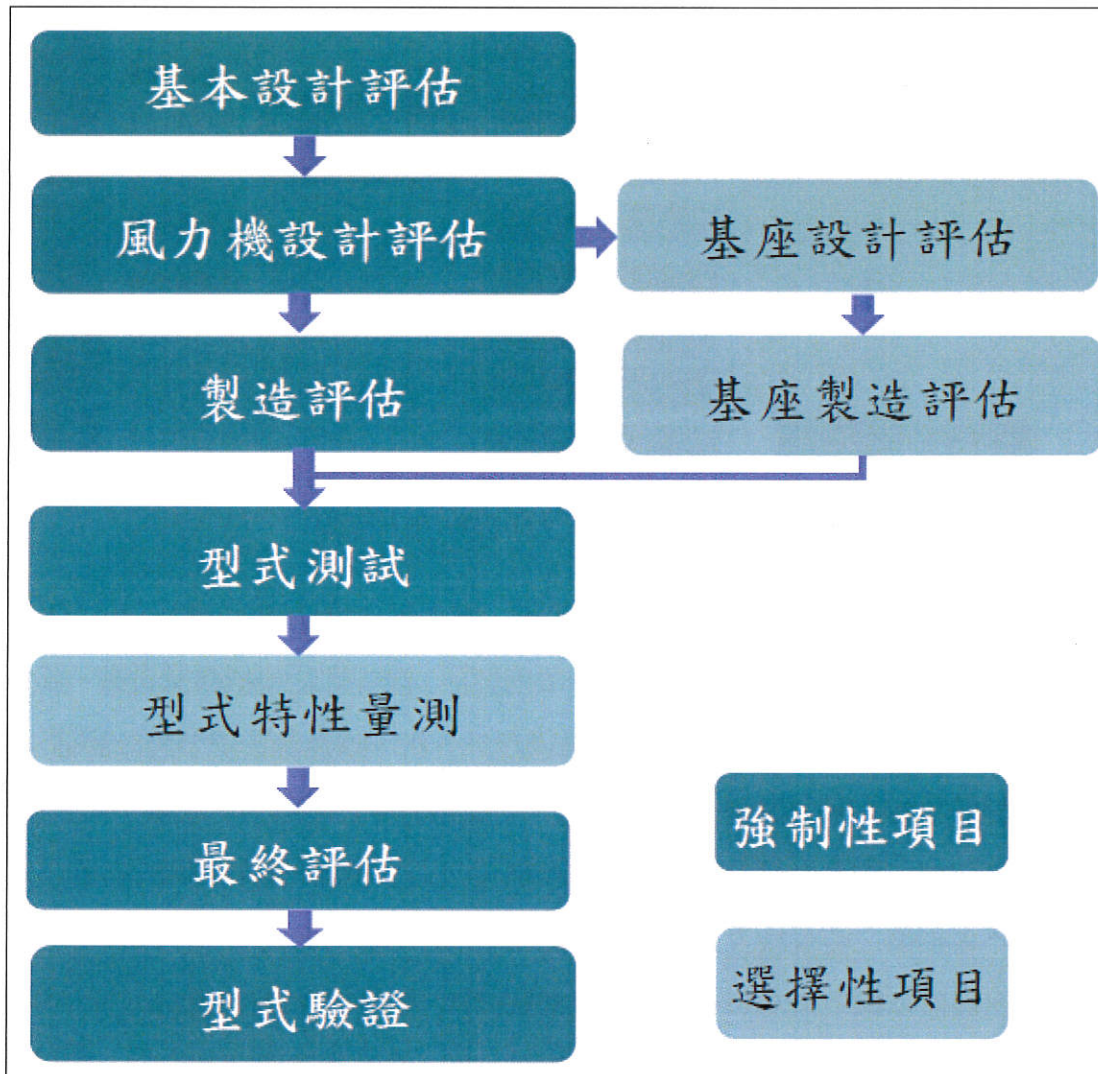 基本設計評估
風力機設計評估
基座設計評估
製造評估
基座製造評估
型式測試
型式特性量測
最終評估
強制性項目
型式驗證
選擇性項目